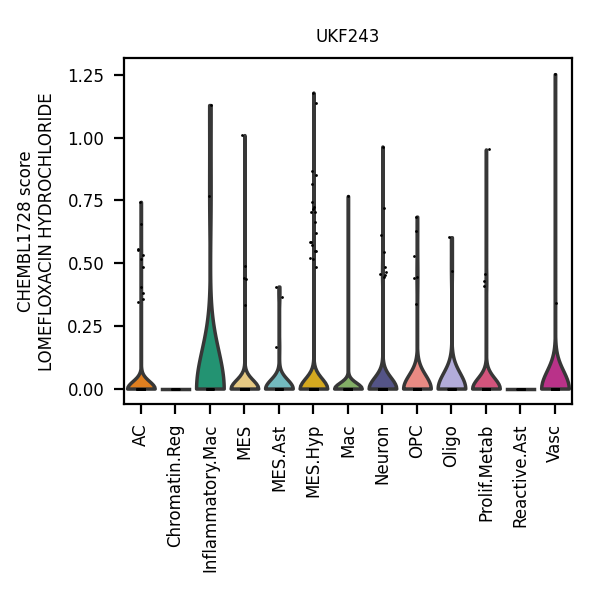 UKF243
CHEMBL1728 score
LOMEFLOXACIN HYDROCHLORIDE
1.25
1.00
0.75
0.50
0.25
0.00
AC
Chromatin.Reg
Inflammatory.Mac
MES
MES.Ast
MES.Hyp
Mac
Neuron
OPC
Oligo
Prolif.Metab
Reactive.Ast
Vasc